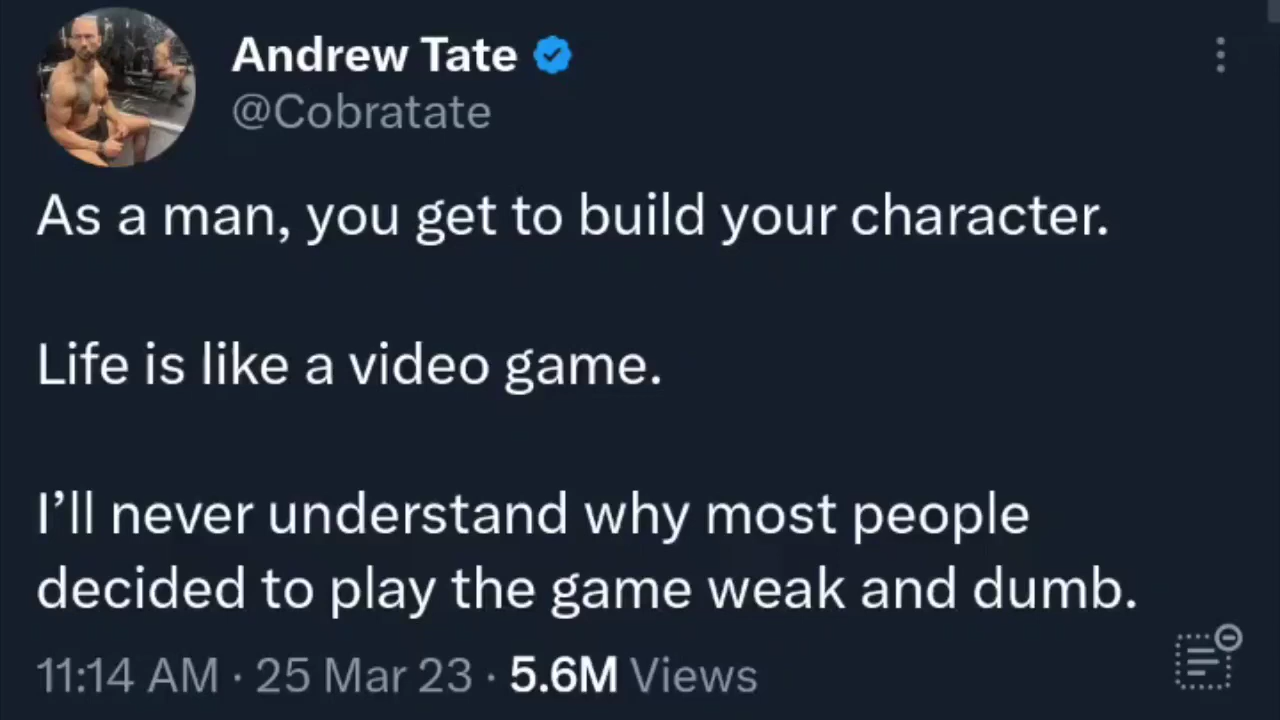 Andrew Tate
@Cobratate
As a man, you get to build your character.
Life is like a video game.
I’ll never understand why most people
decided to play the game weak and dumb.
11:14 AM · 25 Mar 23 · 5.6M Views